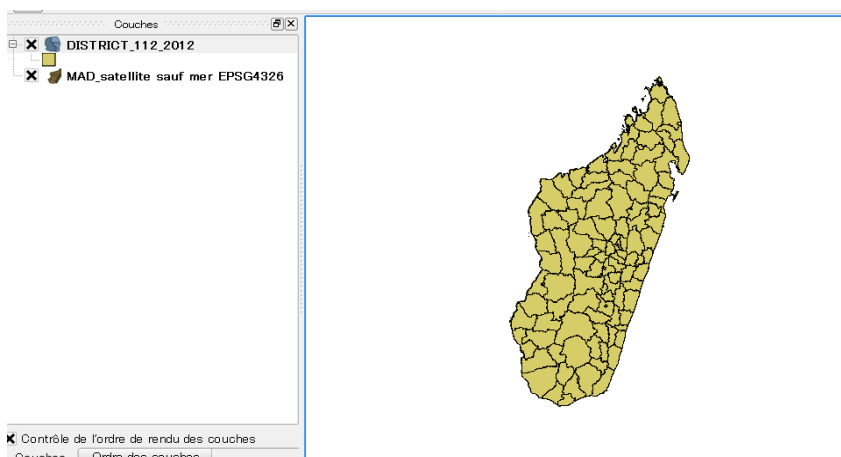 Couches
DISTRICT_112_2012
MAD_satellite sauf mer EPSG4326
Contrôle de l'ordre de rendu des couches
Couches
Ordre des couches